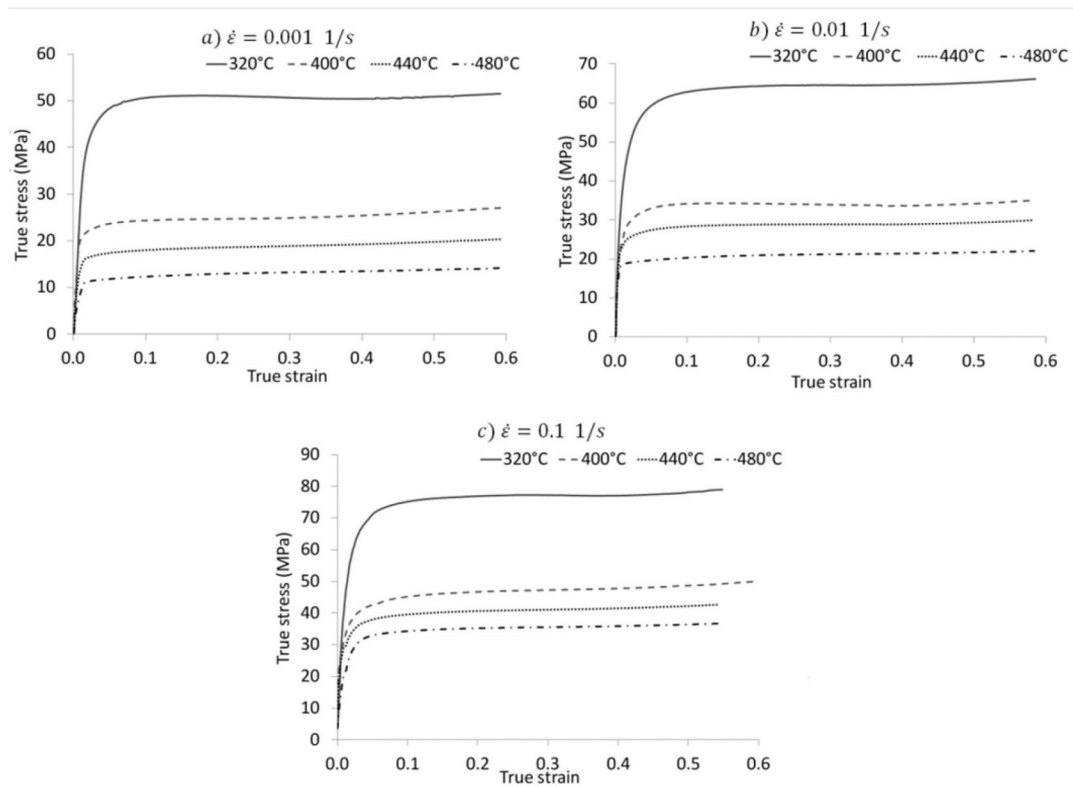 a) ε̇ = 0.001 1/s
320°C 400°C 440°C 480°C
60
50
40
30
20
10
0
True stress (MPa)
0.0 0.1 0.2 0.3 0.4 0.5 0.6
True strain
b) ε̇ = 0.01 1/s
320°C 400°C 440°C 480°C
70
60
50
40
30
20
10
0
True stress (MPa)
0.0 0.1 0.2 0.3 0.4 0.5 0.6
True strain
c) ε̇ = 0.1 1/s
320°C 400°C 440°C 480°C
90
80
70
60
50
40
30
20
10
0
True stress (MPa)
0.0 0.1 0.2 0.3 0.4 0.5 0.6
True strain